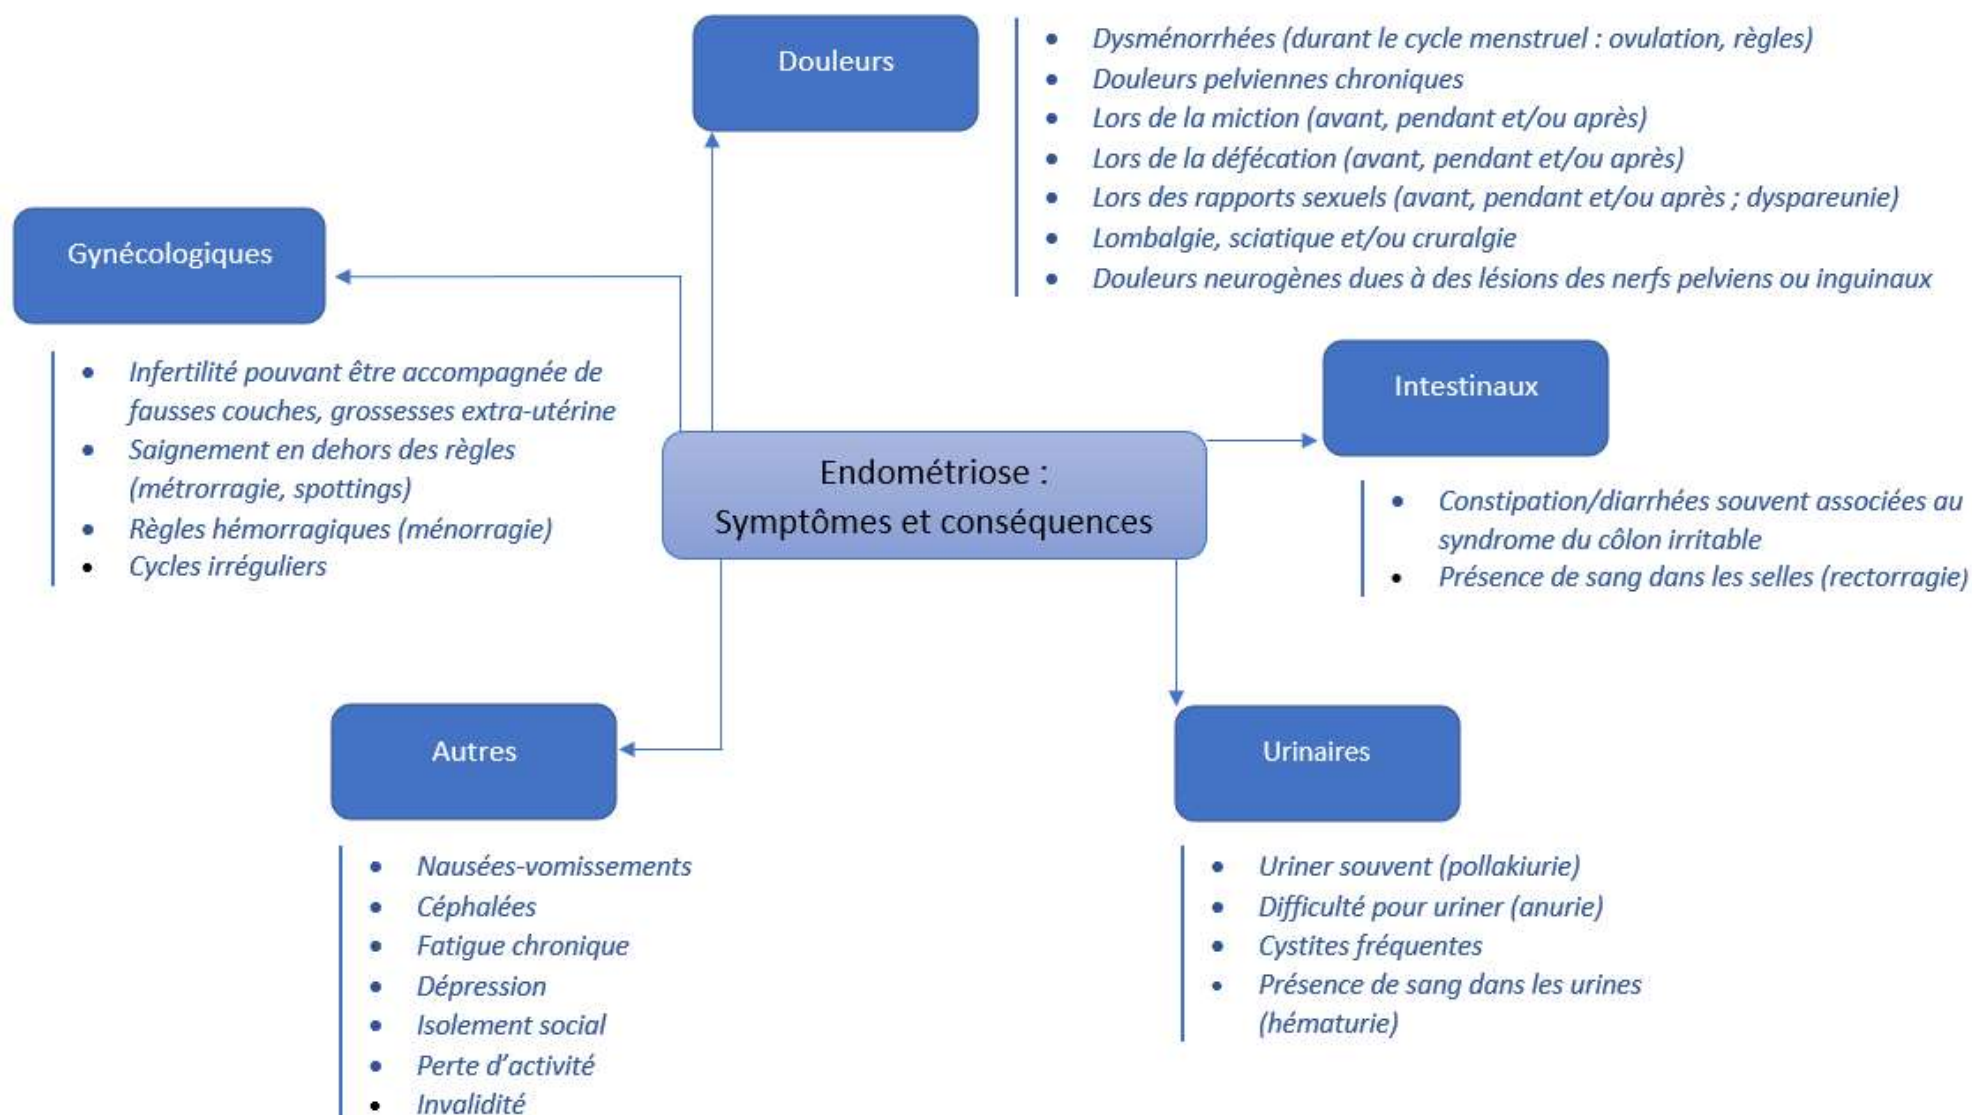 Douleurs
• Dysménorrhées (durant le cycle menstruel : ovulation, règles)
• Douleurs pelviennes chroniques
• Lors de la miction (avant, pendant et/ou après)
• Lors de la défécation (avant, pendant et/ou après)
• Lors des rapports sexuels (avant, pendant et/ou après ; dyspareunie)
• Lombalgie, sciatique et/ou cruralgie
• Douleurs neurogènes dues à des lésions des nerfs pelviens ou inguinaux
Gynécologiques
• Infertilité pouvant être accompagnée de
fausses couches, grossesses extra-utérine
• Saignement en dehors des règles
(métrorragie, spottings)
• Règles hémorragiques (ménorragie)
• Cycles irréguliers
Endométriose :
Symptômes et conséquences
Intestinaux
• Constipation/diarrhées souvent associées au
syndrome du côlon irritable
• Présence de sang dans les selles (rectorragie)
Autres
• Nausées-vomissements
• Céphalées
• Fatigue chronique
• Dépression
• Isolement social
• Perte d’activité
• Invalidité
Urinaires
• Uriner souvent (pollakiurie)
• Difficulté pour uriner (anurie)
• Cystites fréquentes
• Présence de sang dans les urines
(hématurie)